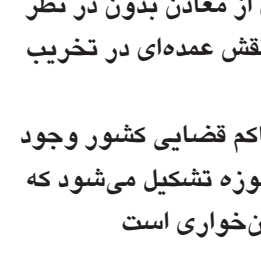 از معادن بدون در نظر
نقش عمده‌ای در تخریب
قضایی کشور وجود
تشکیل می‌شود که
است